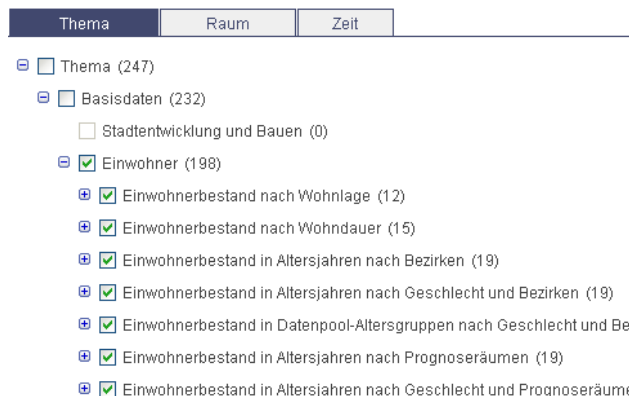 Thema Raum Zeit
Thema (247)
Basisdaten (232)
Stadtentwicklung und Bauen (0)
Einwohner (198)
Einwohnerbestand nach Wohnlage (12)
Einwohnerbestand nach Wohndauer (15)
Einwohnerbestand in Altersjahren nach Bezirken (19)
Einwohnerbestand in Altersjahren nach Geschlecht und Bezirken (19)
Einwohnerbestand in Datenpool-Altersgruppen nach Geschlecht und Be
Einwohnerbestand in Altersjahren nach Prognoseräumen (19)
Einwohnerbestand in Altersjahren nach Geschlecht und Prognoseräume